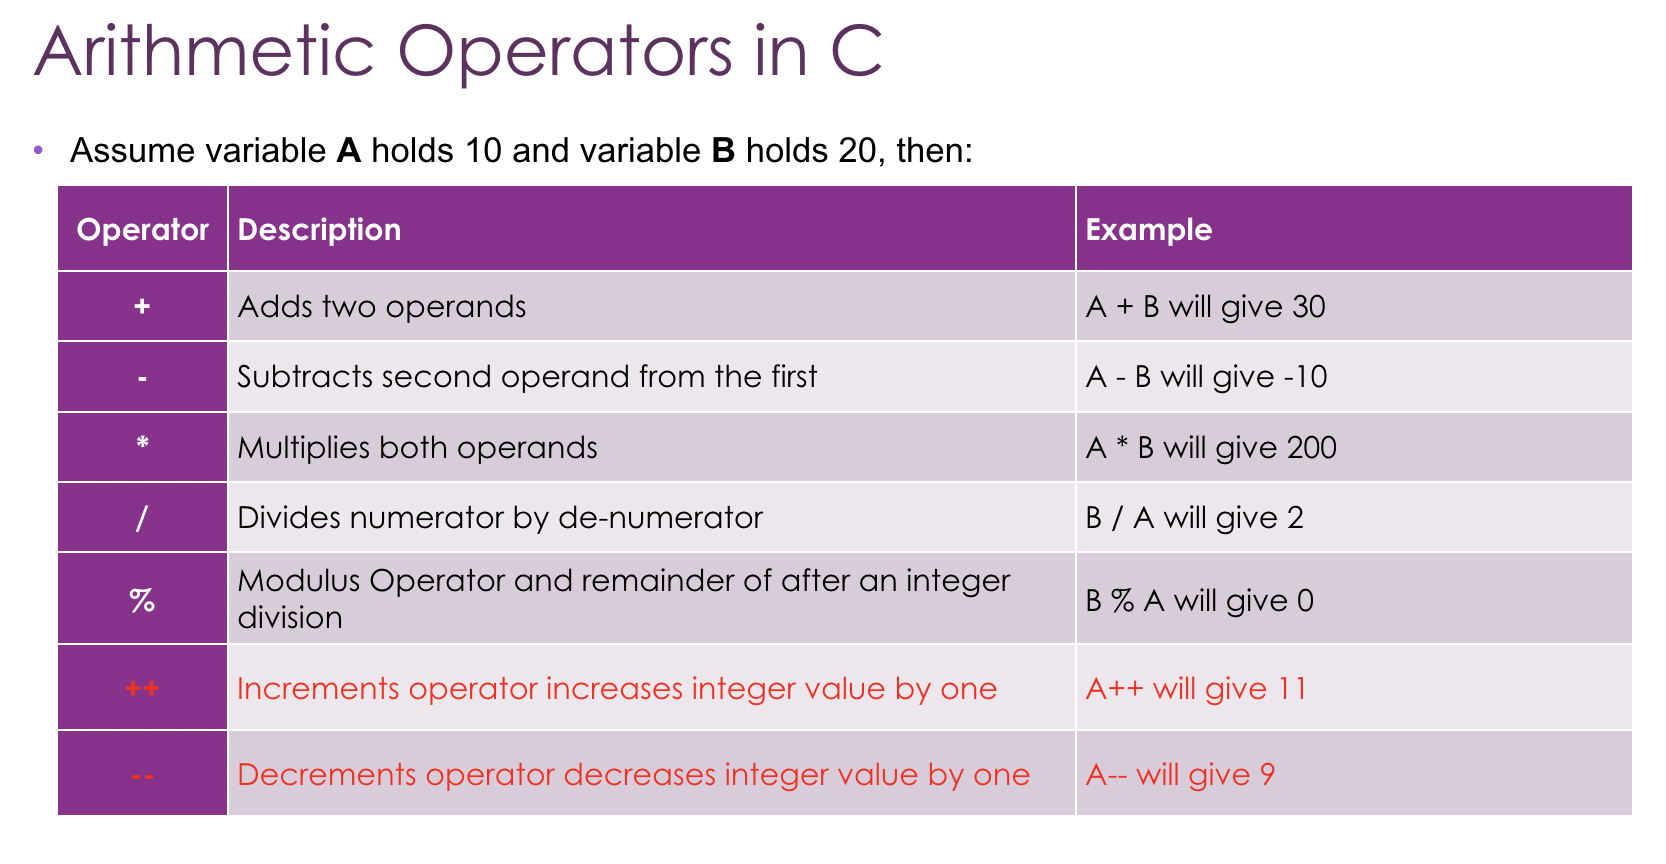 Arithmetic Operators in C
• Assume variable A holds 10 and variable B holds 20, then:
Operator Description Example
+ Adds two operands A + B will give 30
- Subtracts second operand from the first A - B will give -10
* Multiplies both operands A * B will give 200
/ Divides numerator by de-numerator B / A will give 2
% Modulus Operator and remainder of after an integer
division B % A will give 0
++ Increments operator increases integer value by one A++ will give 11
-- Decrements operator decreases integer value by one A-- will give 9